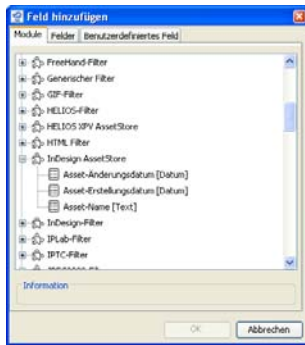 Feld hinzufügen
Module Felder Benutzerdefiniertes Feld
FreeHand-Filter
Generischer Filter
GIF-Filter
HELIOS-Filter
HELIOS XPV AssetStore
HTML Filter
InDesign AssetStore
Asset-Änderungsdatum [Datum]
Asset-Erstellungsdatum [Datum]
Asset-Name [Text]
InDesign-Filter
IPLab-Filter
IPTC-Filter
Information
OK Abbrechen